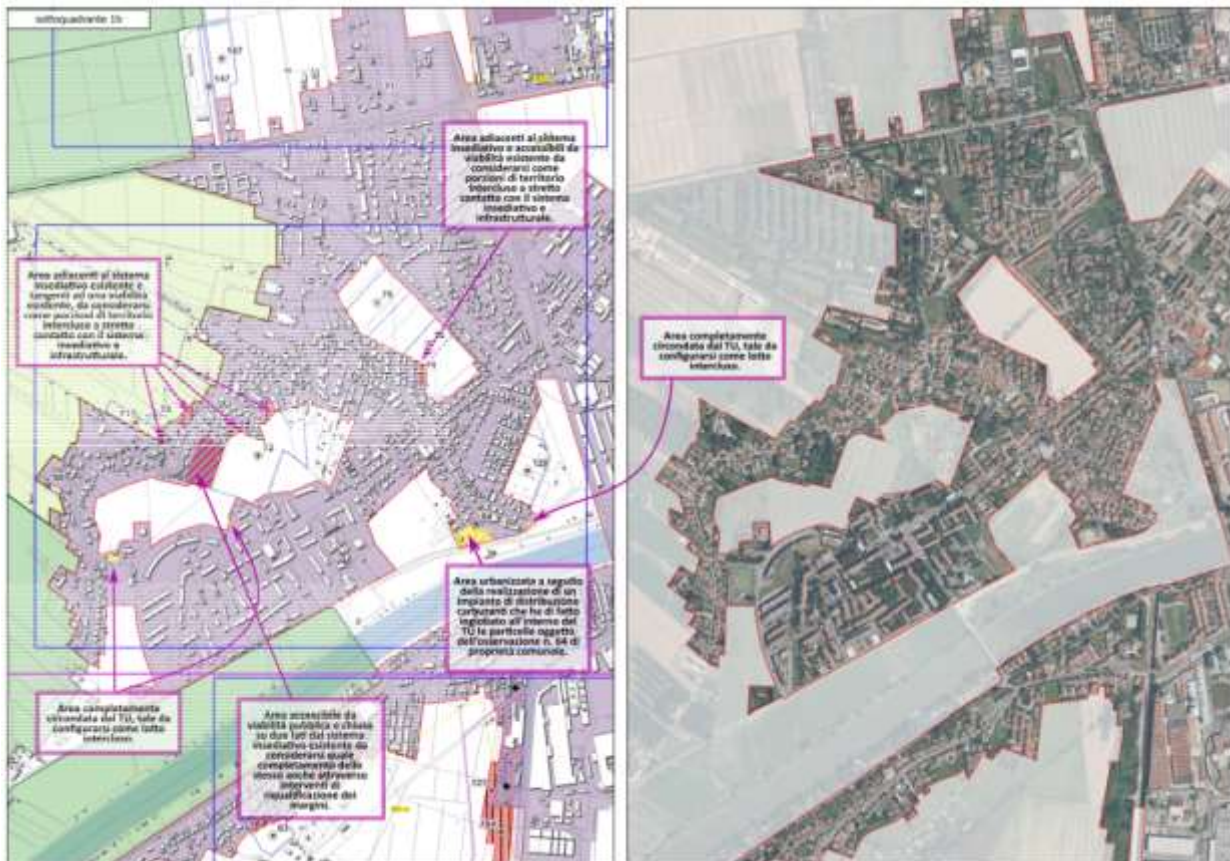 sottoquadrante 1b
147
147
Area adiacenti al sistema
insediativo e accessibili da
viabilità esistente da
considerarsi come
porzioni di territorio
intercluso a stretto
contatto con il sistema
insediativo e
infrastrutturale.
Area adiacenti al sistema
insediativo esistente e
tangenti ad una viabilità
esistente, da considerarsi
come porzioni di territorio
intercluso a stretto
contatto con il sistema
insediativo e
infrastrutturale.
Area completamente
circondata dal TU, tale da
configurarsi come lotto
intercluso.
Area urbanizzata a seguito
della realizzazione di un
impianto di distribuzione
carburanti che ha di fatto
inglobato all'interno del
TU le particelle oggetto
dell'osservazione n. 64 di
proprietà comunale.
Area completamente
circondata dal TU, tale da
configurarsi come lotto
intercluso.
Area accessibile da
viabilità pubblica e chiusa
su due lati dal sistema
insediativo esistente da
considerarsi quale
completamento dello
stesso anche attraverso
interventi di
riqualificazione dei
margini.